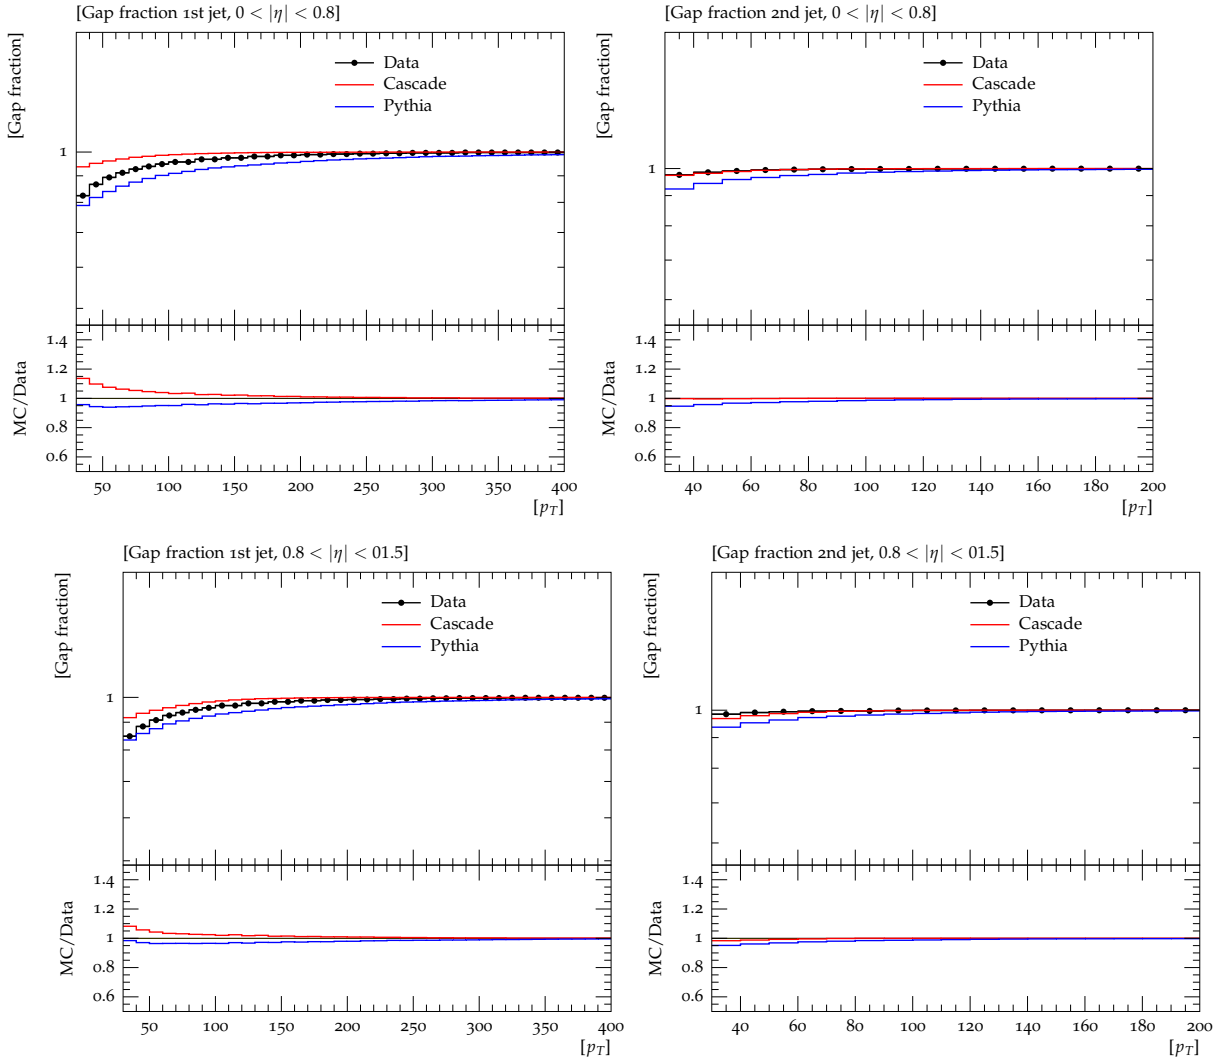 [Gap fraction 1st jet, 0 < |η| < 0.8]
[Gap fraction]
Data
Cascade
Pythia
1
MC/Data
1.4
1.2
1
0.8
0.6
50 100 150 200 250 300 350 400
[p_T]
[Gap fraction 2nd jet, 0 < |η| < 0.8]
[Gap fraction]
Data
Cascade
Pythia
1
MC/Data
1.4
1.2
1
0.8
0.6
40 60 80 100 120 140 160 180 200
[p_T]
[Gap fraction 1st jet, 0.8 < |η| < 01.5]
[Gap fraction]
Data
Cascade
Pythia
1
MC/Data
1.4
1.2
1
0.8
0.6
50 100 150 200 250 300 350 400
[p_T]
[Gap fraction 2nd jet, 0.8 < |η| < 01.5]
[Gap fraction]
Data
Cascade
Pythia
1
MC/Data
1.4
1.2
1
0.8
0.6
40 60 80 100 120 140 160 180 200
[p_T]